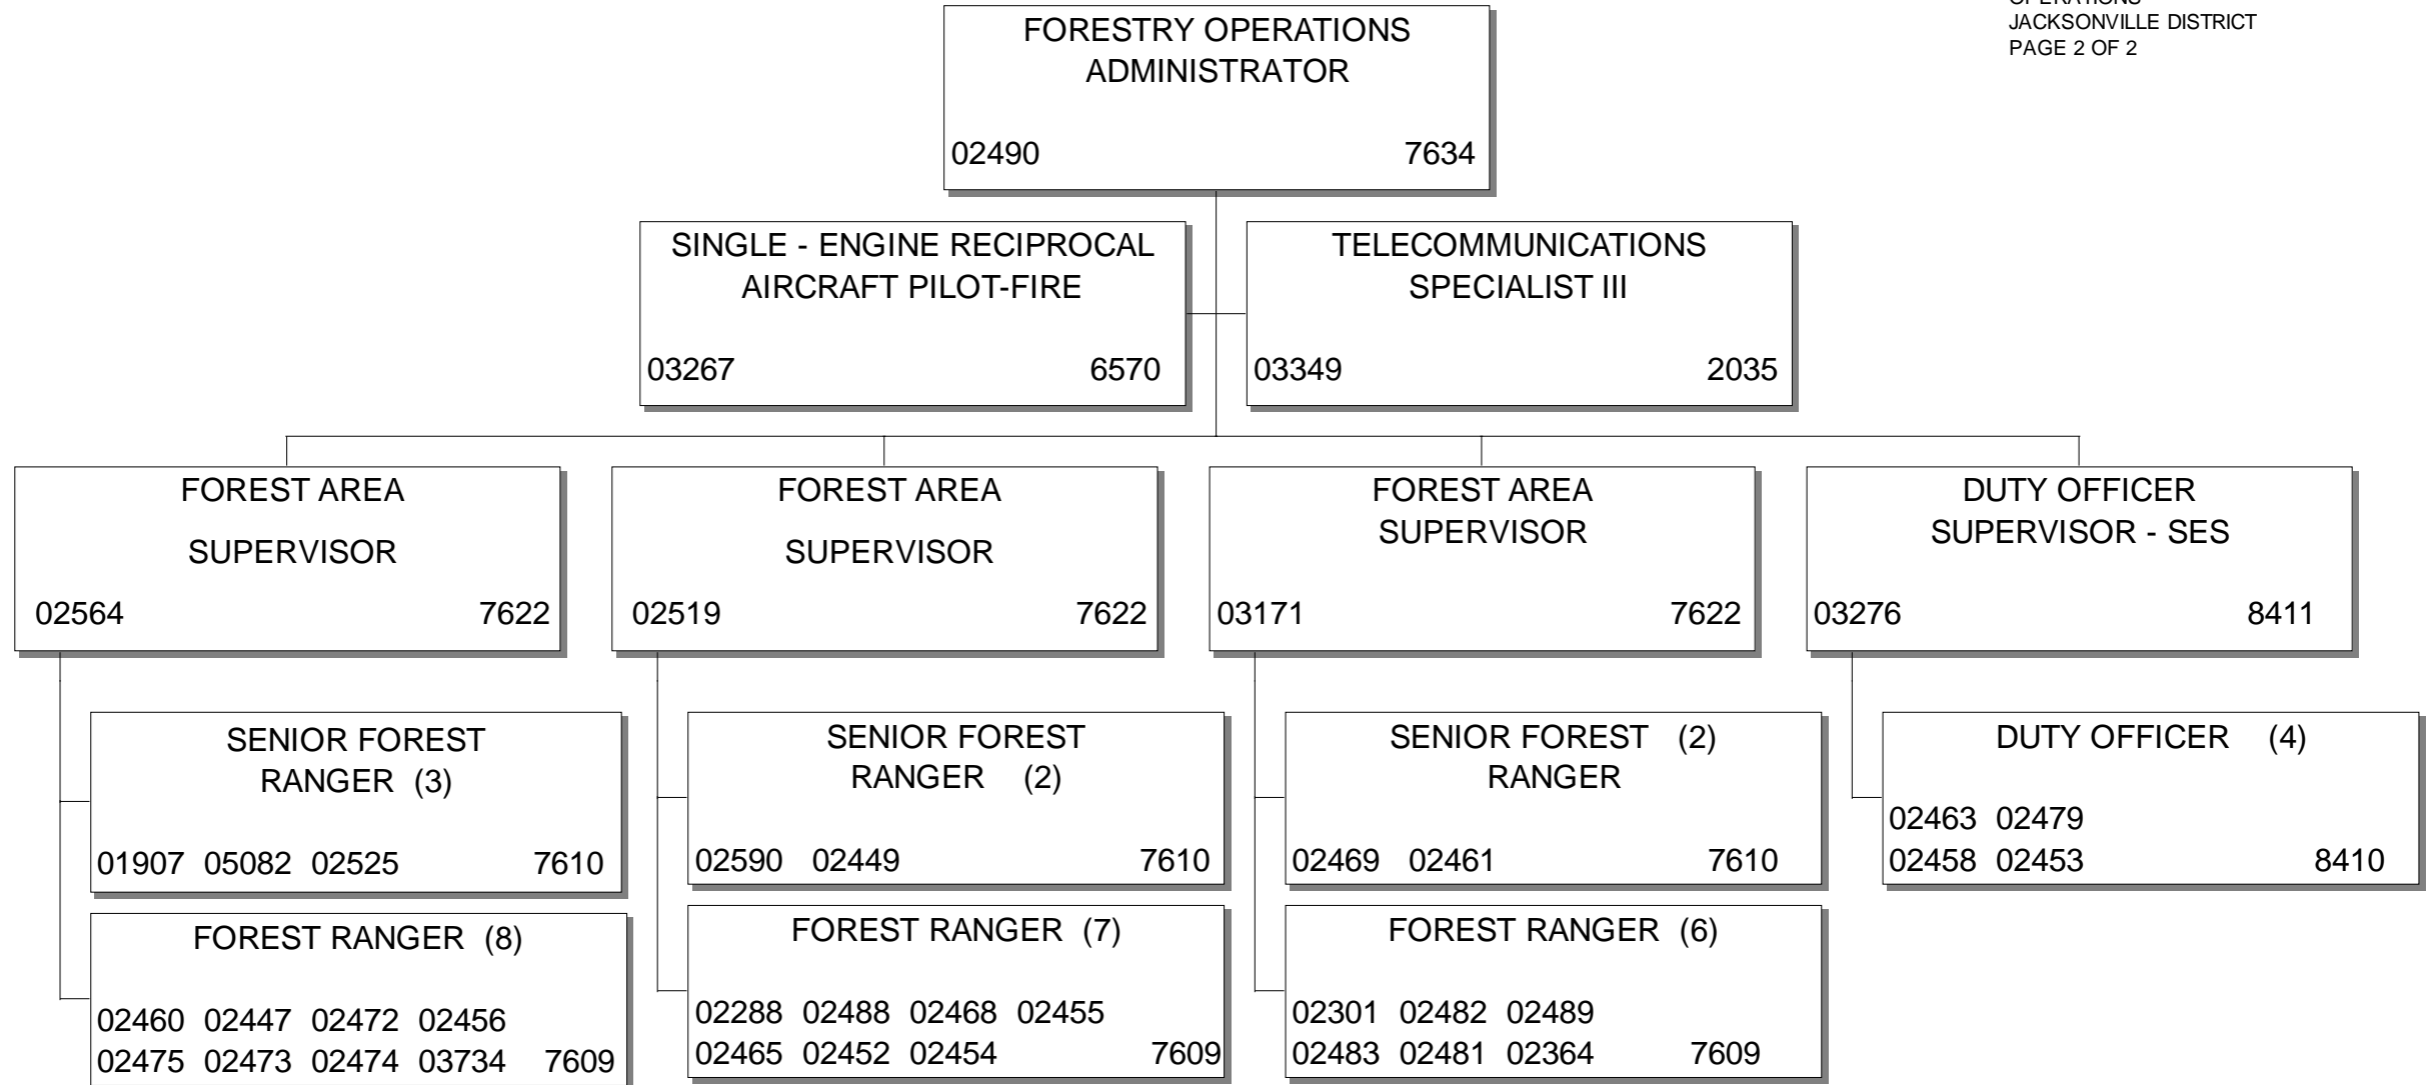 OPERATIONS
JACKSONVILLE DISTRICT
PAGE 2 OF 2
FORESTRY OPERATIONS
ADMINISTRATOR
02490 7634
SINGLE - ENGINE RECIPROCAL
AIRCRAFT PILOT-FIRE
03267 6570
TELECOMMUNICATIONS
SPECIALIST III
03349 2035
FOREST AREA
SUPERVISOR
02564 7622
FOREST AREA
SUPERVISOR
02519 7622
FOREST AREA
SUPERVISOR
03171 7622
DUTY OFFICER
SUPERVISOR - SES
03276 8411
SENIOR FOREST
RANGER (3)
01907 05082 02525 7610
SENIOR FOREST
RANGER (2)
02590 02449 7610
SENIOR FOREST (2)
RANGER
02469 02461 7610
DUTY OFFICER (4)
02463 02479
02458 02453 8410
FOREST RANGER (8)
02460 02447 02472 02456
02475 02473 02474 03734 7609
FOREST RANGER (7)
02288 02488 02468 02455
02465 02452 02454 7609
FOREST RANGER (6)
02301 02482 02489
02483 02481 02364 7609